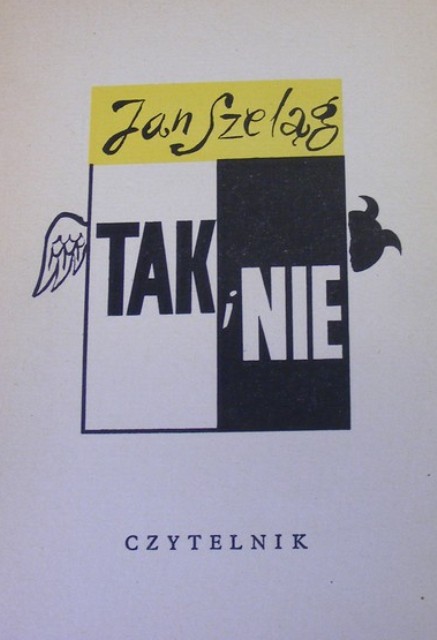 Jan Szeląg
TAK
i NIE
CZYTELNIK